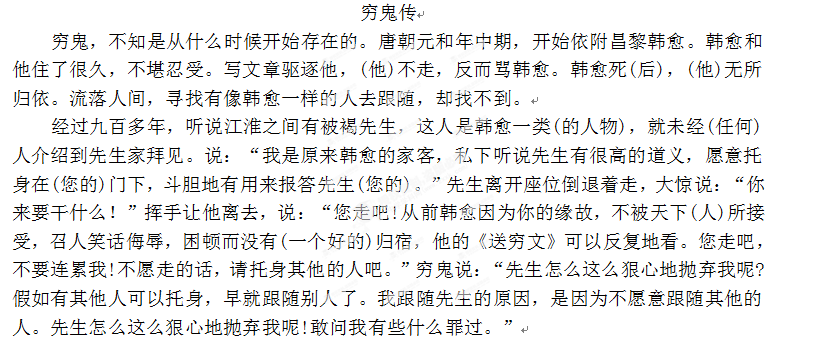 穷鬼传
穷鬼，不知是从什么时候开始存在的。唐朝元和年中期，开始依附昌黎韩愈。韩愈和
他住了很久，不堪忍受。写文章驱逐他，(他)不走，反而骂韩愈。韩愈死(后)，(他)无所
归依。流落人间，寻找有像韩愈一样的人去跟随，却找不到。
经过九百多年，听说江淮之间有被褐先生，这人是韩愈一类(的人物)，就未经(任何)
人介绍到先生家拜见。说：“我是原来韩愈的家客，私下听说先生有很高的道义，愿意托
身在(您的)门下，斗胆地有用来报答先生(您的)。”先生离开座位倒退着走，大惊说：“你
来要干什么！”挥手让他离去，说：“您走吧!从前韩愈因为你的缘故，不被天下(人)所接
受，召人笑话侮辱，困顿而没有(一个好的)归宿，他的《送穷文》可以反复地看。您走吧，
不要连累我!不愿走的话，请托身其他的人吧。”穷鬼说：“先生怎么这么狠心地抛弃我呢?
假如有其他人可以托身，早就跟随别人了。我跟随先生的原因，是因为不愿意跟随其他的
人。先生怎么这么狠心地抛弃我呢!敢问我有些什么罪过。”